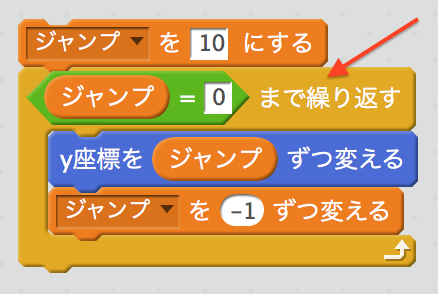 ジャンプ を 10 にする
ジャンプ = 0 まで繰り返す
y座標を ジャンプ ずつ変える
ジャンプ を -1 ずつ変える